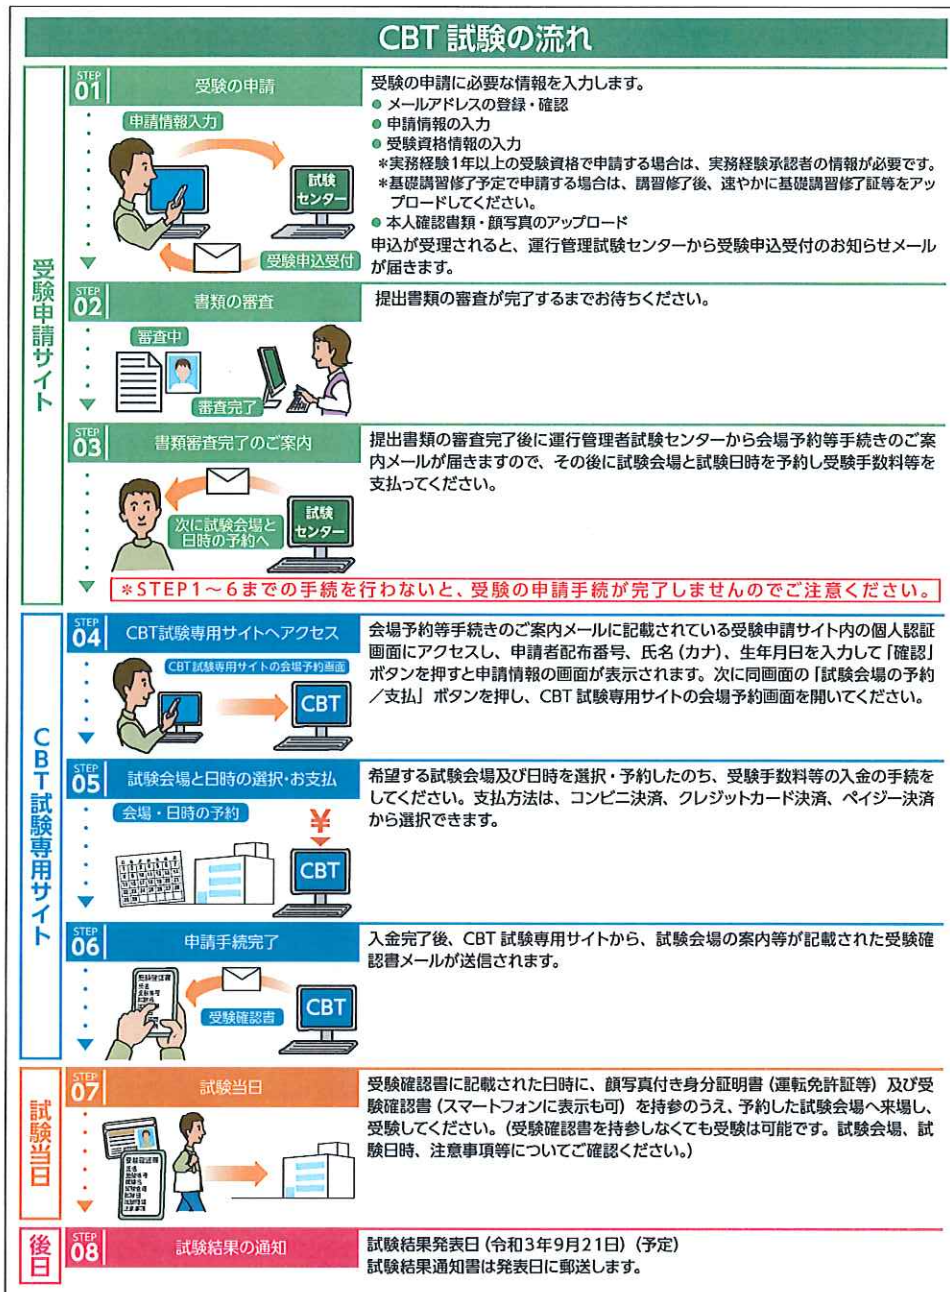 CBT 試験の流れ
受験申請サイト
STEP 01
受験の申請
申請情報入力
試験
センター
受験申込受付
受験の申請に必要な情報を入力します。
● メールアドレスの登録・確認
● 申請情報の入力
● 受験資格情報の入力
*実務経験1年以上の受験資格で申請する場合は、実務経験承認者の情報が必要です。
*基礎講習修了予定で申請する場合は、講習修了後、速やかに基礎講習修了証等をアッ
プロードしてください。
● 本人確認書類・顔写真のアップロード
申込が受理されると、運行管理試験センターから受験申込受付のお知らせメール
が届きます。
STEP 02
書類の審査
審査中
審査完了
提出書類の審査が完了するまでお待ちください。
STEP 03
書類審査完了のご案内
次に試験会場と
日時の予約へ
試験
センター
提出書類の審査完了後に運行管理者試験センターから会場予約等手続きのご案
内メールが届きますので、その後に試験会場と試験日時を予約し受験手数料等を
支払ってください。
*STEP1～6までの手続を行わないと、受験の申請手続が完了しませんのでご注意ください。
CBT試験専用サイト
STEP 04
CBT試験専用サイトへアクセス
CBT試験専用サイトの会場予約画面
CBT
会場予約等手続きのご案内メールに記載されている受験申請サイト内の個人認証
画面にアクセスし、申請者配布番号、氏名(カナ)、生年月日を入力して「確認」
ボタンを押すと申請情報の画面が表示されます。次に同画面の「試験会場の予約
／支払」ボタンを押し、CBT 試験専用サイトの会場予約画面を開いてください。
STEP 05
試験会場と日時の選択・お支払
会場・日時の予約
¥
CBT
希望する試験会場及び日時を選択・予約したのち、受験手数料等の入金の手続を
してください。支払方法は、コンビニ決済、クレジットカード決済、ペイジー決済
から選択できます。
STEP 06
申請手続完了
受験確認書
受験確認書
CBT
入金完了後、CBT 試験専用サイトから、試験会場の案内等が記載された受験確
認書メールが送信されます。
試験当日
STEP 07
試験当日
受験確認書
受験確認書に記載された日時に、顔写真付き身分証明書(運転免許証等)及び受
験確認書(スマートフォンに表示も可)を持参のうえ、予約した試験会場へ来場し、
受験してください。(受験確認書を持参しなくても受験は可能です。試験会場、試
験日時、注意事項等についてご確認ください。)
後日
STEP 08
試験結果の通知
試験結果発表日(令和3年9月21日)(予定)
試験結果通知書は発表日に郵送します。